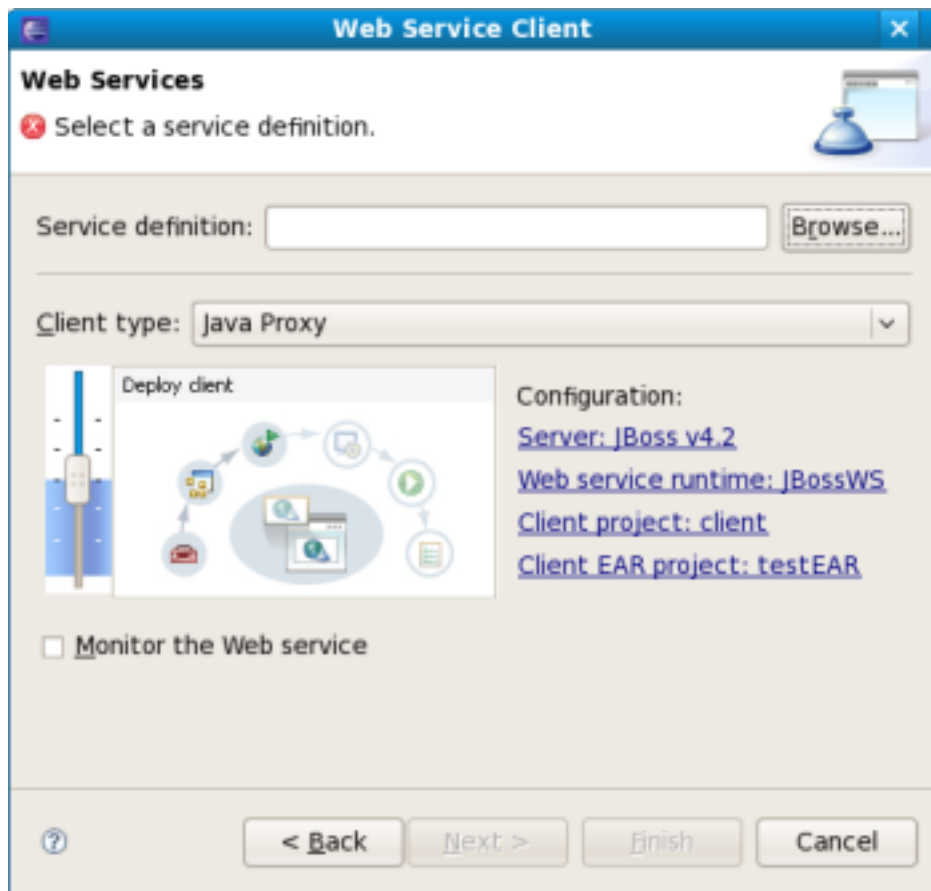 Web Service Client
Web Services
Select a service definition.
Service definition:
Browse...
Client type: Java Proxy
Deploy client
Configuration:
Server: JBoss v4.2
Web service runtime: JBossWS
Client project: client
Client EAR project: testEAR
Monitor the Web service
< Back
Next >
Finish
Cancel